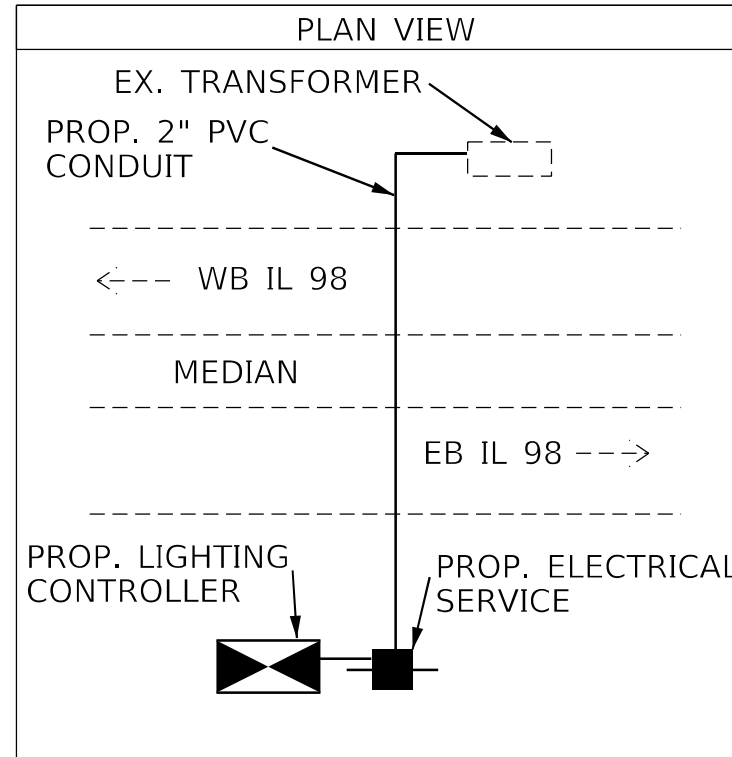 PLAN VIEW
EX. TRANSFORMER
PROP. 2" PVC
CONDUIT
WB IL 98
MEDIAN
EB IL 98
PROP. LIGHTING
CONTROLLER
PROP. ELECTRICAL
SERVICE